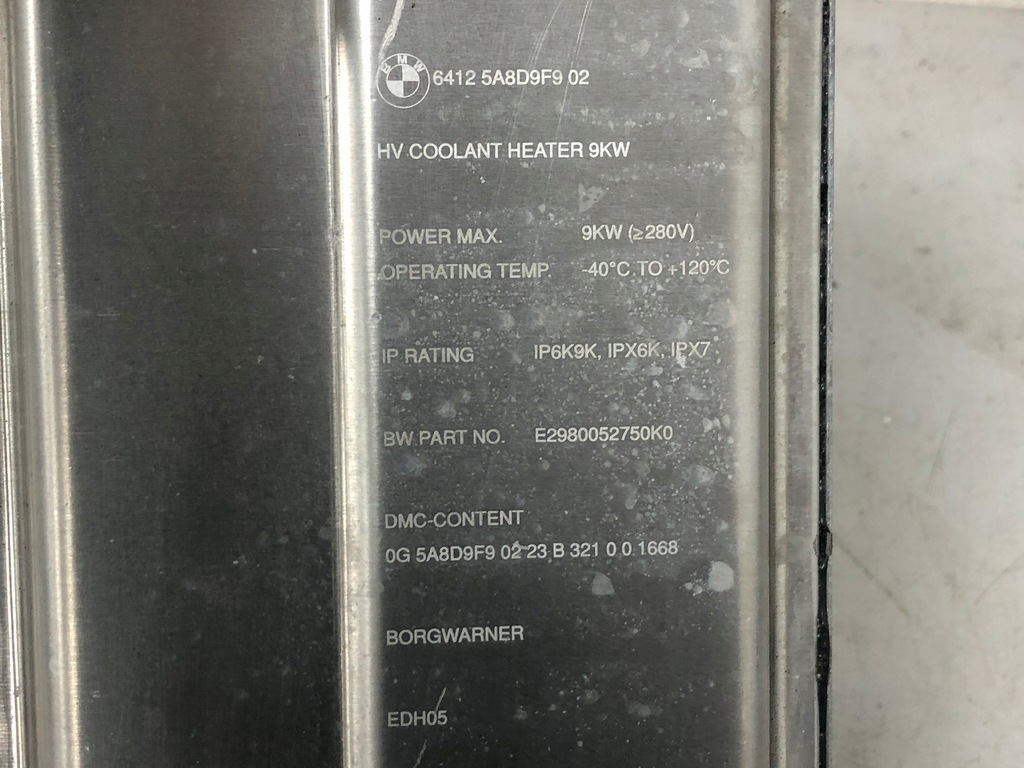 BMW 6412 5A8D9F9 02
HV COOLANT HEATER 9KW
POWER MAX. 9KW (≥280V)
OPERATING TEMP. -40°C TO +120°C
IP RATING IP6K9K, IPX6K, IPX7
BW PART NO. E2980052750K0
DMC-CONTENT
0G 5A8D9F9 02 23 B 321 0 0 1668
BORGWARNER
EDH05